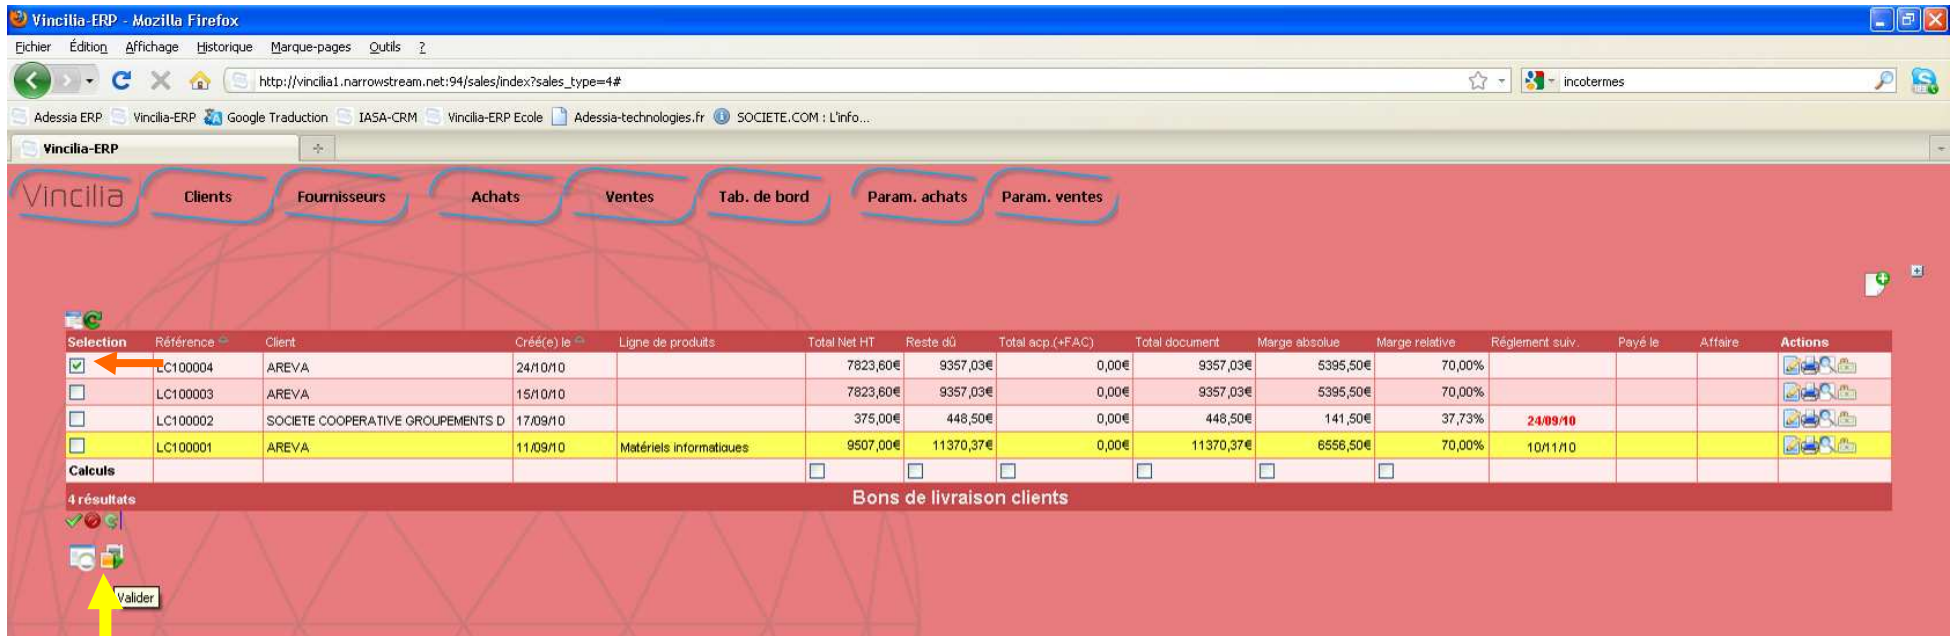 Vincilia-ERP - Mozilla Firefox
Fichier Édition Affichage Historique Marque-pages Outils ?
http://vincilia1.narrowstream.net:94/sales/index?sales_type=4# incotermes
Adessia ERP Vincilia-ERP Google Traduction IASA-CRM Vincilia-ERP Ecole Adessia-technologies.fr SOCIETE.COM : L'info...
Vincilia-ERP
Vincilia Clients Fournisseurs Achats Ventes Tab. de bord Param. achats Param. ventes
Selection Référence Client Créé(e) le Ligne de produits Total Net HT Reste dû Total acp.(+FAC) Total document Marge absolue Marge relative Réglement suiv. Payé le Affaire Actions
LC100004 AREVA 24/10/10 7823,60€ 9357,03€ 0,00€ 9357,03€ 5395,50€ 70,00%
LC100003 AREVA 15/10/10 7823,60€ 9357,03€ 0,00€ 9357,03€ 5395,50€ 70,00%
LC100002 SOCIETE COOPERATIVE GROUPEMENTS D 17/09/10 375,00€ 448,50€ 0,00€ 448,50€ 141,50€ 37,73% 24/09/10
LC100001 AREVA 11/09/10 Matériels informatiques 9507,00€ 11370,37€ 0,00€ 11370,37€ 6556,50€ 70,00% 10/11/10
Calculs
4 résultats Bons de livraison clients
Valider